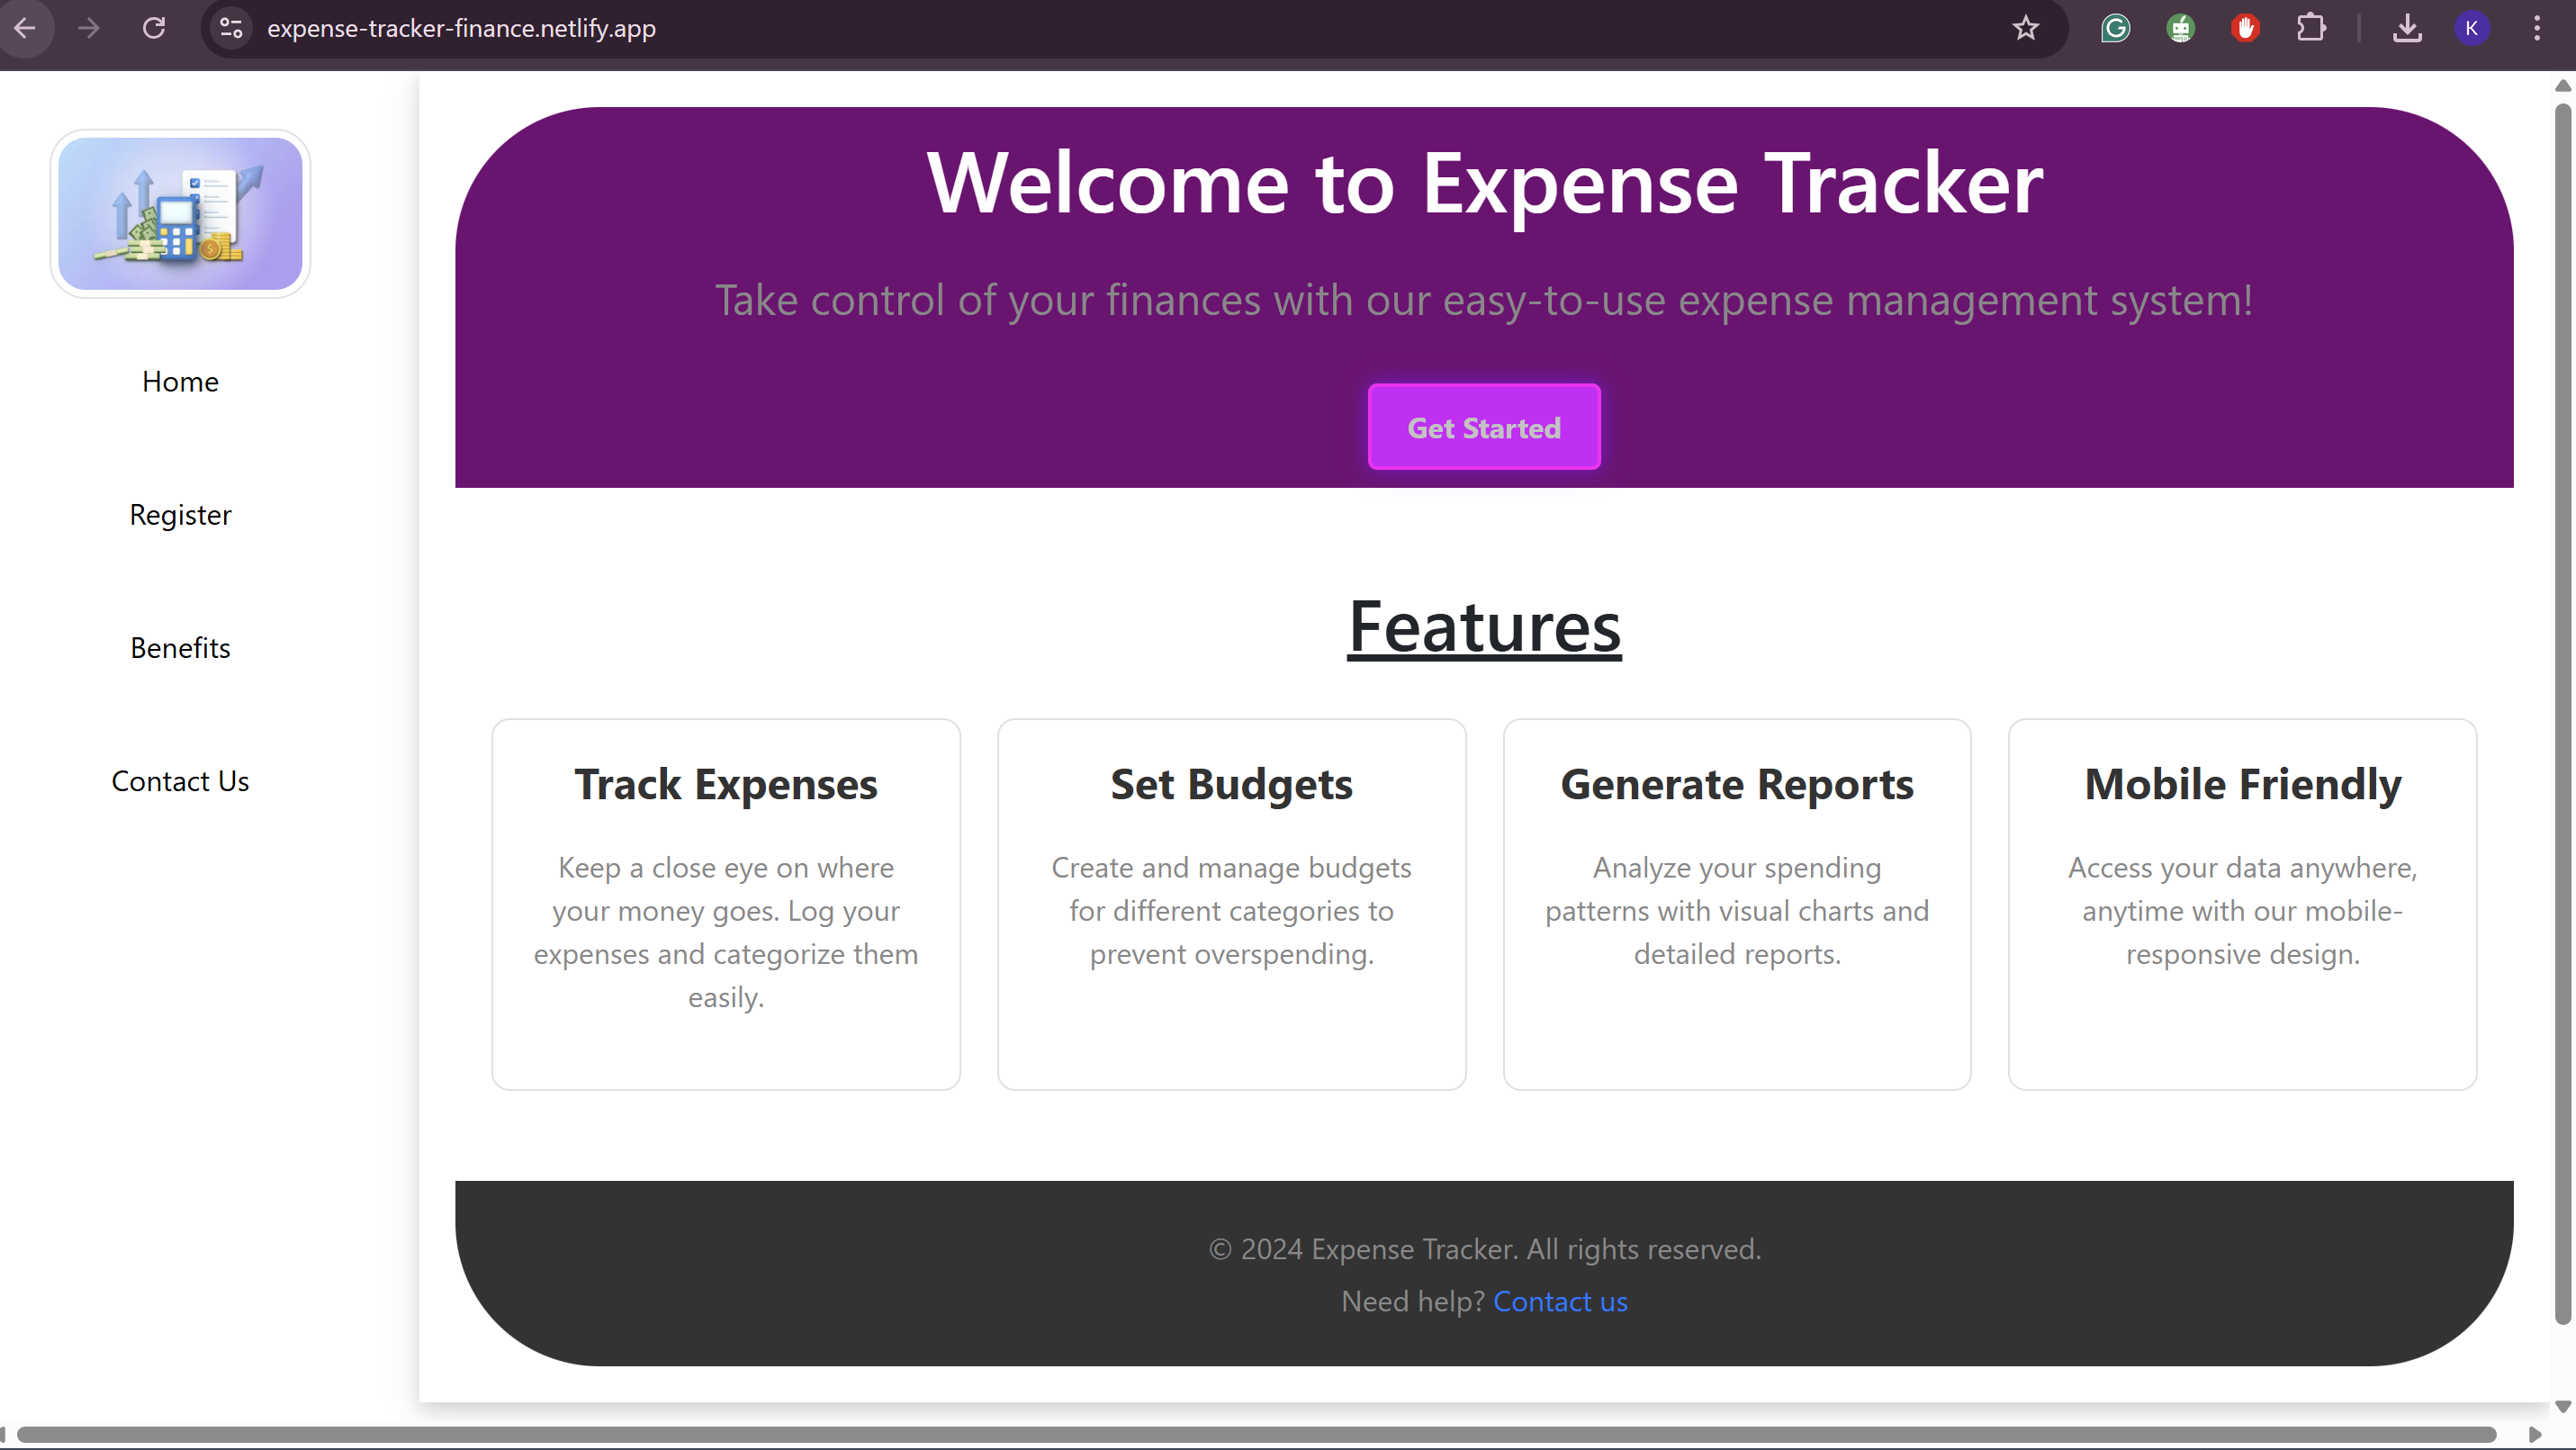 expense-tracker-finance.netlify.app
K
Home
Register
Benefits
Contact Us
Welcome to Expense Tracker
Take control of your finances with our easy-to-use expense management system!
Get Started
Features
Track Expenses
Keep a close eye on where
your money goes. Log your
expenses and categorize them
easily.
Set Budgets
Create and manage budgets
for different categories to
prevent overspending.
Generate Reports
Analyze your spending
patterns with visual charts and
detailed reports.
Mobile Friendly
Access your data anywhere,
anytime with our mobile-
responsive design.
© 2024 Expense Tracker. All rights reserved.
Need help? Contact us